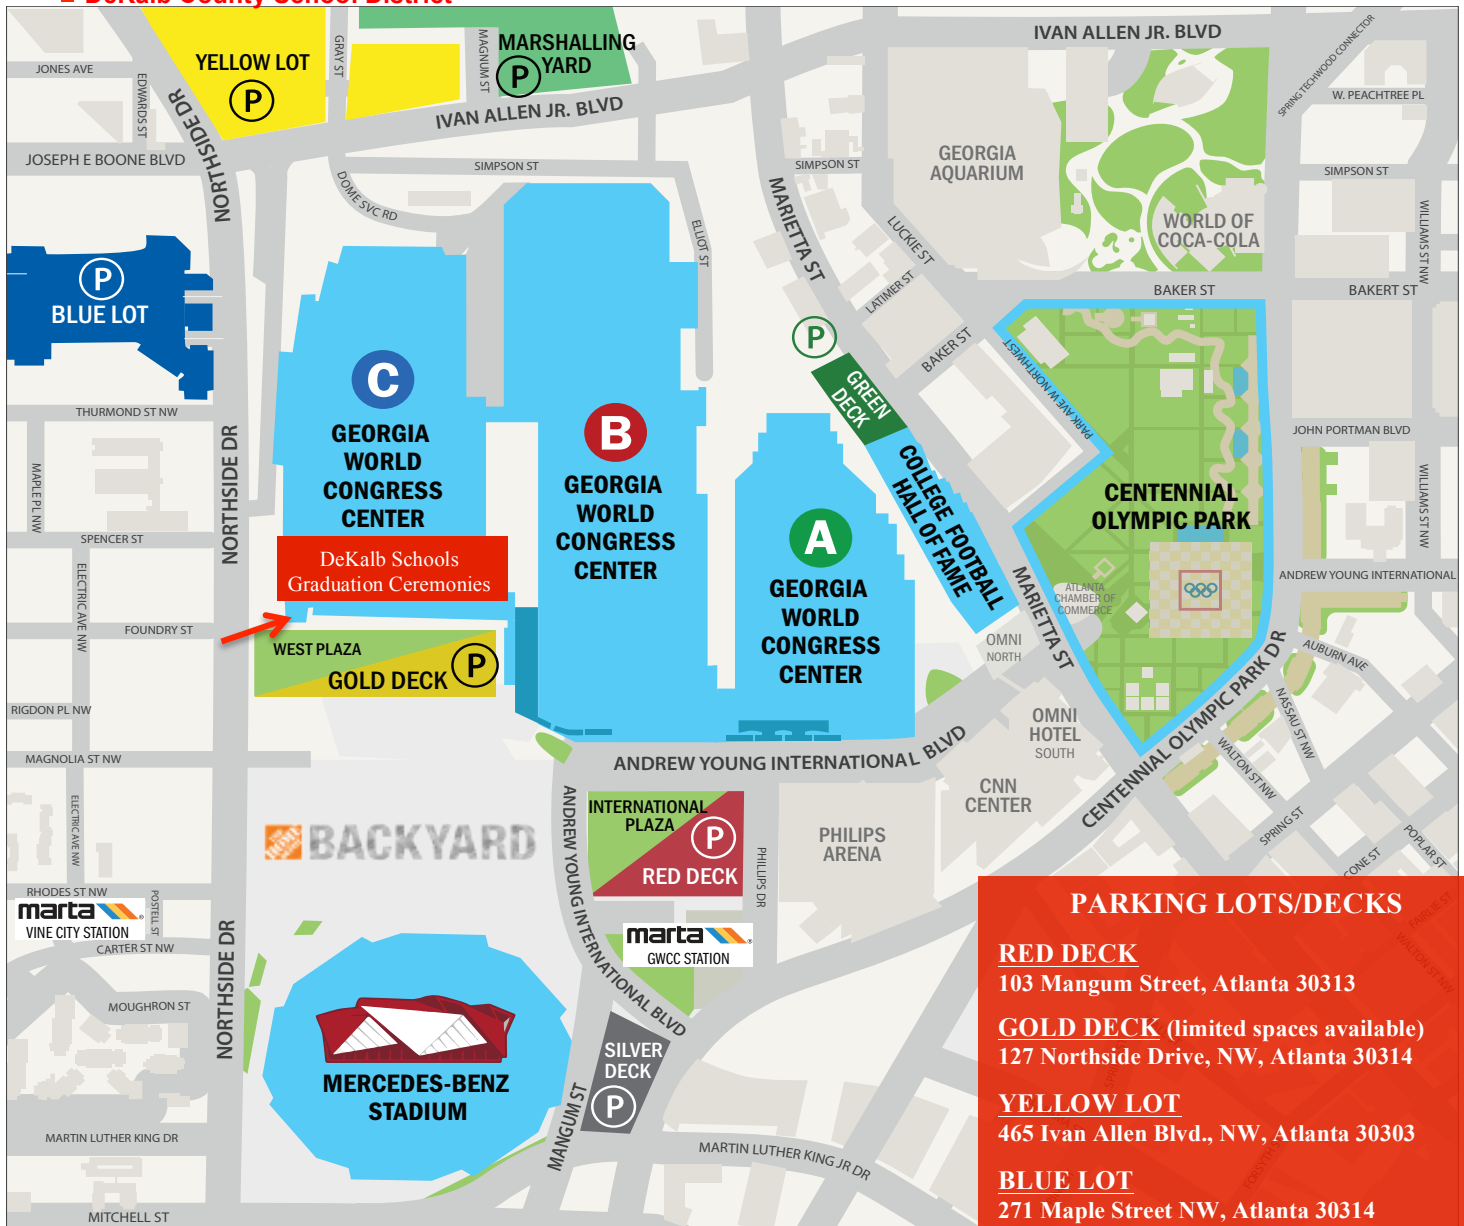 DeKalb County School District
IVAN ALLEN JR. BLVD
MARSHALLING
YARD
P
YELLOW LOT
P
GRAY ST
MAGNUM ST
JONES AVE
EDWARDS ST
NORTHSIDE DR
IVAN ALLEN JR. BLVD
SPRING TECHWOOD CONNECTOR
W. PEACHTREE PL
JOSEPH E BOONE BLVD
SIMPSON ST
SIMPSON ST
SIMPSON ST
GEORGIA
AQUARIUM
DOME SVC RD
NORTHSIDE DR
ELLIOT ST
MARIETTA ST
LUCKIE ST
WORLD OF
COCA-COLA
WILLIAMS ST NW
P
BLUE LOT
LATIMER ST
BAKER ST
BAKERT ST
P
GREEN
DECK
BAKER ST
PARK AVE W NORTHWEST
C
GEORGIA
WORLD
CONGRESS
CENTER
B
GEORGIA
WORLD
CONGRESS
CENTER
A
GEORGIA
WORLD
CONGRESS
CENTER
COLLEGE FOOTBALL
HALL OF FAME
THURMOND ST NW
JOHN PORTMAN BLVD
MAPLE PL NW
NORTHSIDE DR
WILLIAMS ST NW
CENTENNIAL
OLYMPIC PARK
SPENCER ST
DeKalb Schools
Graduation Ceremonies
ELECTRIC AVE NW
ATLANTA
CHAMBER OF
COMMERCE
ANDREW YOUNG INTERNATIONAL
MARIETTA ST
FOUNDRY ST
WEST PLAZA
GOLD DECK
P
OMNI
NORTH
AUBURN AVE
RIGDON PL NW
OMNI
HOTEL
SOUTH
NASSAU ST NW
CENTENNIAL OLYMPIC PARK DR
MAGNOLIA ST NW
ANDREW YOUNG INTERNATIONAL BLVD
WALTON ST NW
CNN
CENTER
ELECTRIC AVE NW
THE HOME DEPOT
BACKYARD
ANDREW YOUNG INTERNATIONAL BLVD
INTERNATIONAL
PLAZA
P
RED DECK
PHILLIPS DR
PHILIPS
ARENA
SPRING ST
POPLAR ST
CONE ST
RHODES ST NW
marta
VINE CITY STATION
POSTELL ST
CARTER ST NW
NORTHSIDE DR
marta
GWCC STATION
MOUGHRON ST
MERCEDES-BENZ
STADIUM
SILVER
DECK
P
MANGUM ST
MARTIN LUTHER KING DR
MARTIN LUTHER KING JR DR
MITCHELL ST
PARKING LOTS/DECKS
FAIRLIE ST
WALTON ST NW
RED DECK
103 Mangum Street, Atlanta 30313
GOLD DECK (limited spaces available)
127 Northside Drive, NW, Atlanta 30314
YELLOW LOT
465 Ivan Allen Blvd., NW, Atlanta 30303
BLUE LOT
271 Maple Street NW, Atlanta 30314